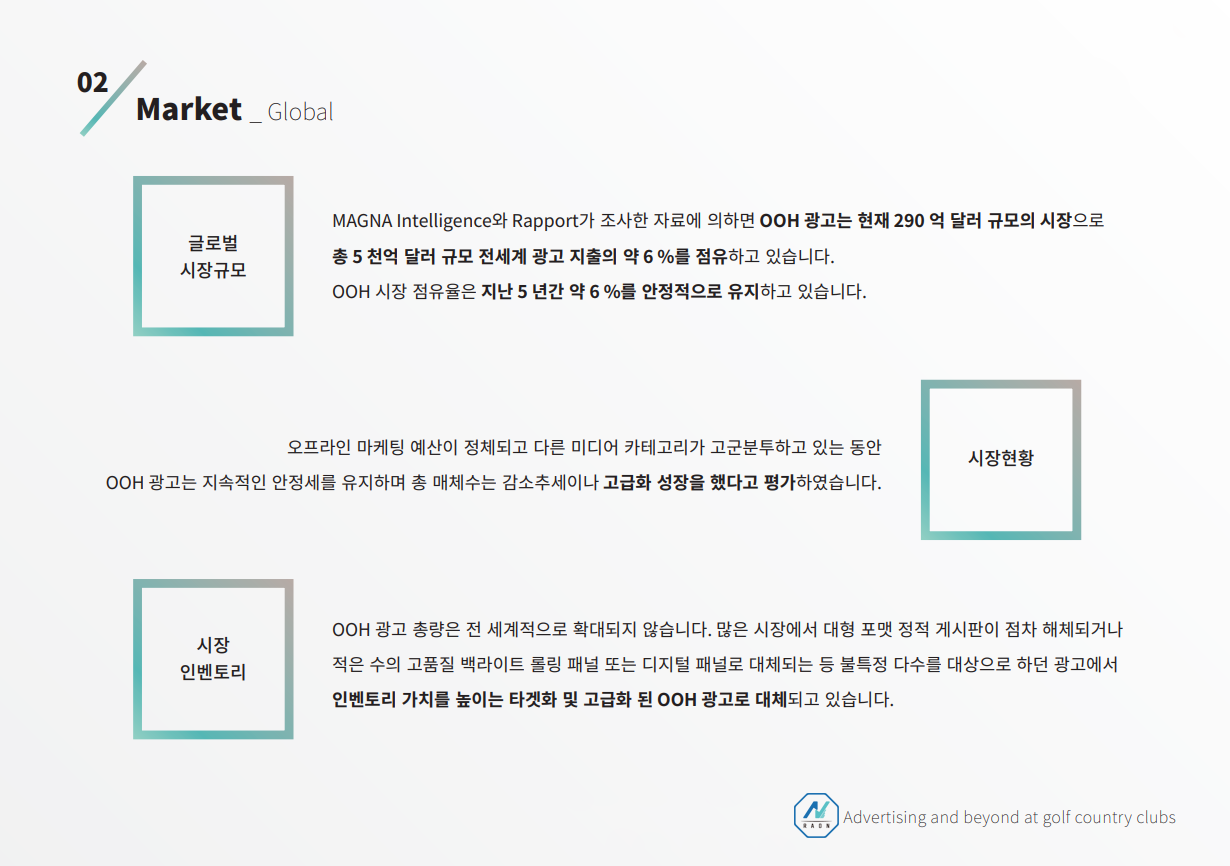 02
Market _ Global
글로벌
시장규모
MAGNA Intelligence와 Rapport가 조사한 자료에 의하면 OOH 광고는 현재 290 억 달러 규모의 시장으로
총 5 천억 달러 규모 전세계 광고 지출의 약 6 %를 점유하고 있습니다.
OOH 시장 점유율은 지난 5 년간 약 6 %를 안정적으로 유지하고 있습니다.
오프라인 마케팅 예산이 정체되고 다른 미디어 카테고리가 고군분투하고 있는 동안
OOH 광고는 지속적인 안정세를 유지하며 총 매체수는 감소추세이나 고급화 성장을 했다고 평가하였습니다.
시장현황
시장
인벤토리
OOH 광고 총량은 전 세계적으로 확대되지 않습니다. 많은 시장에서 대형 포맷 정적 게시판이 점차 해체되거나
적은 수의 고품질 백라이트 롤링 패널 또는 디지털 패널로 대체되는 등 불특정 다수를 대상으로 하던 광고에서
인벤토리 가치를 높이는 타겟화 및 고급화 된 OOH 광고로 대체되고 있습니다.
RAON
Advertising and beyond at golf country clubs